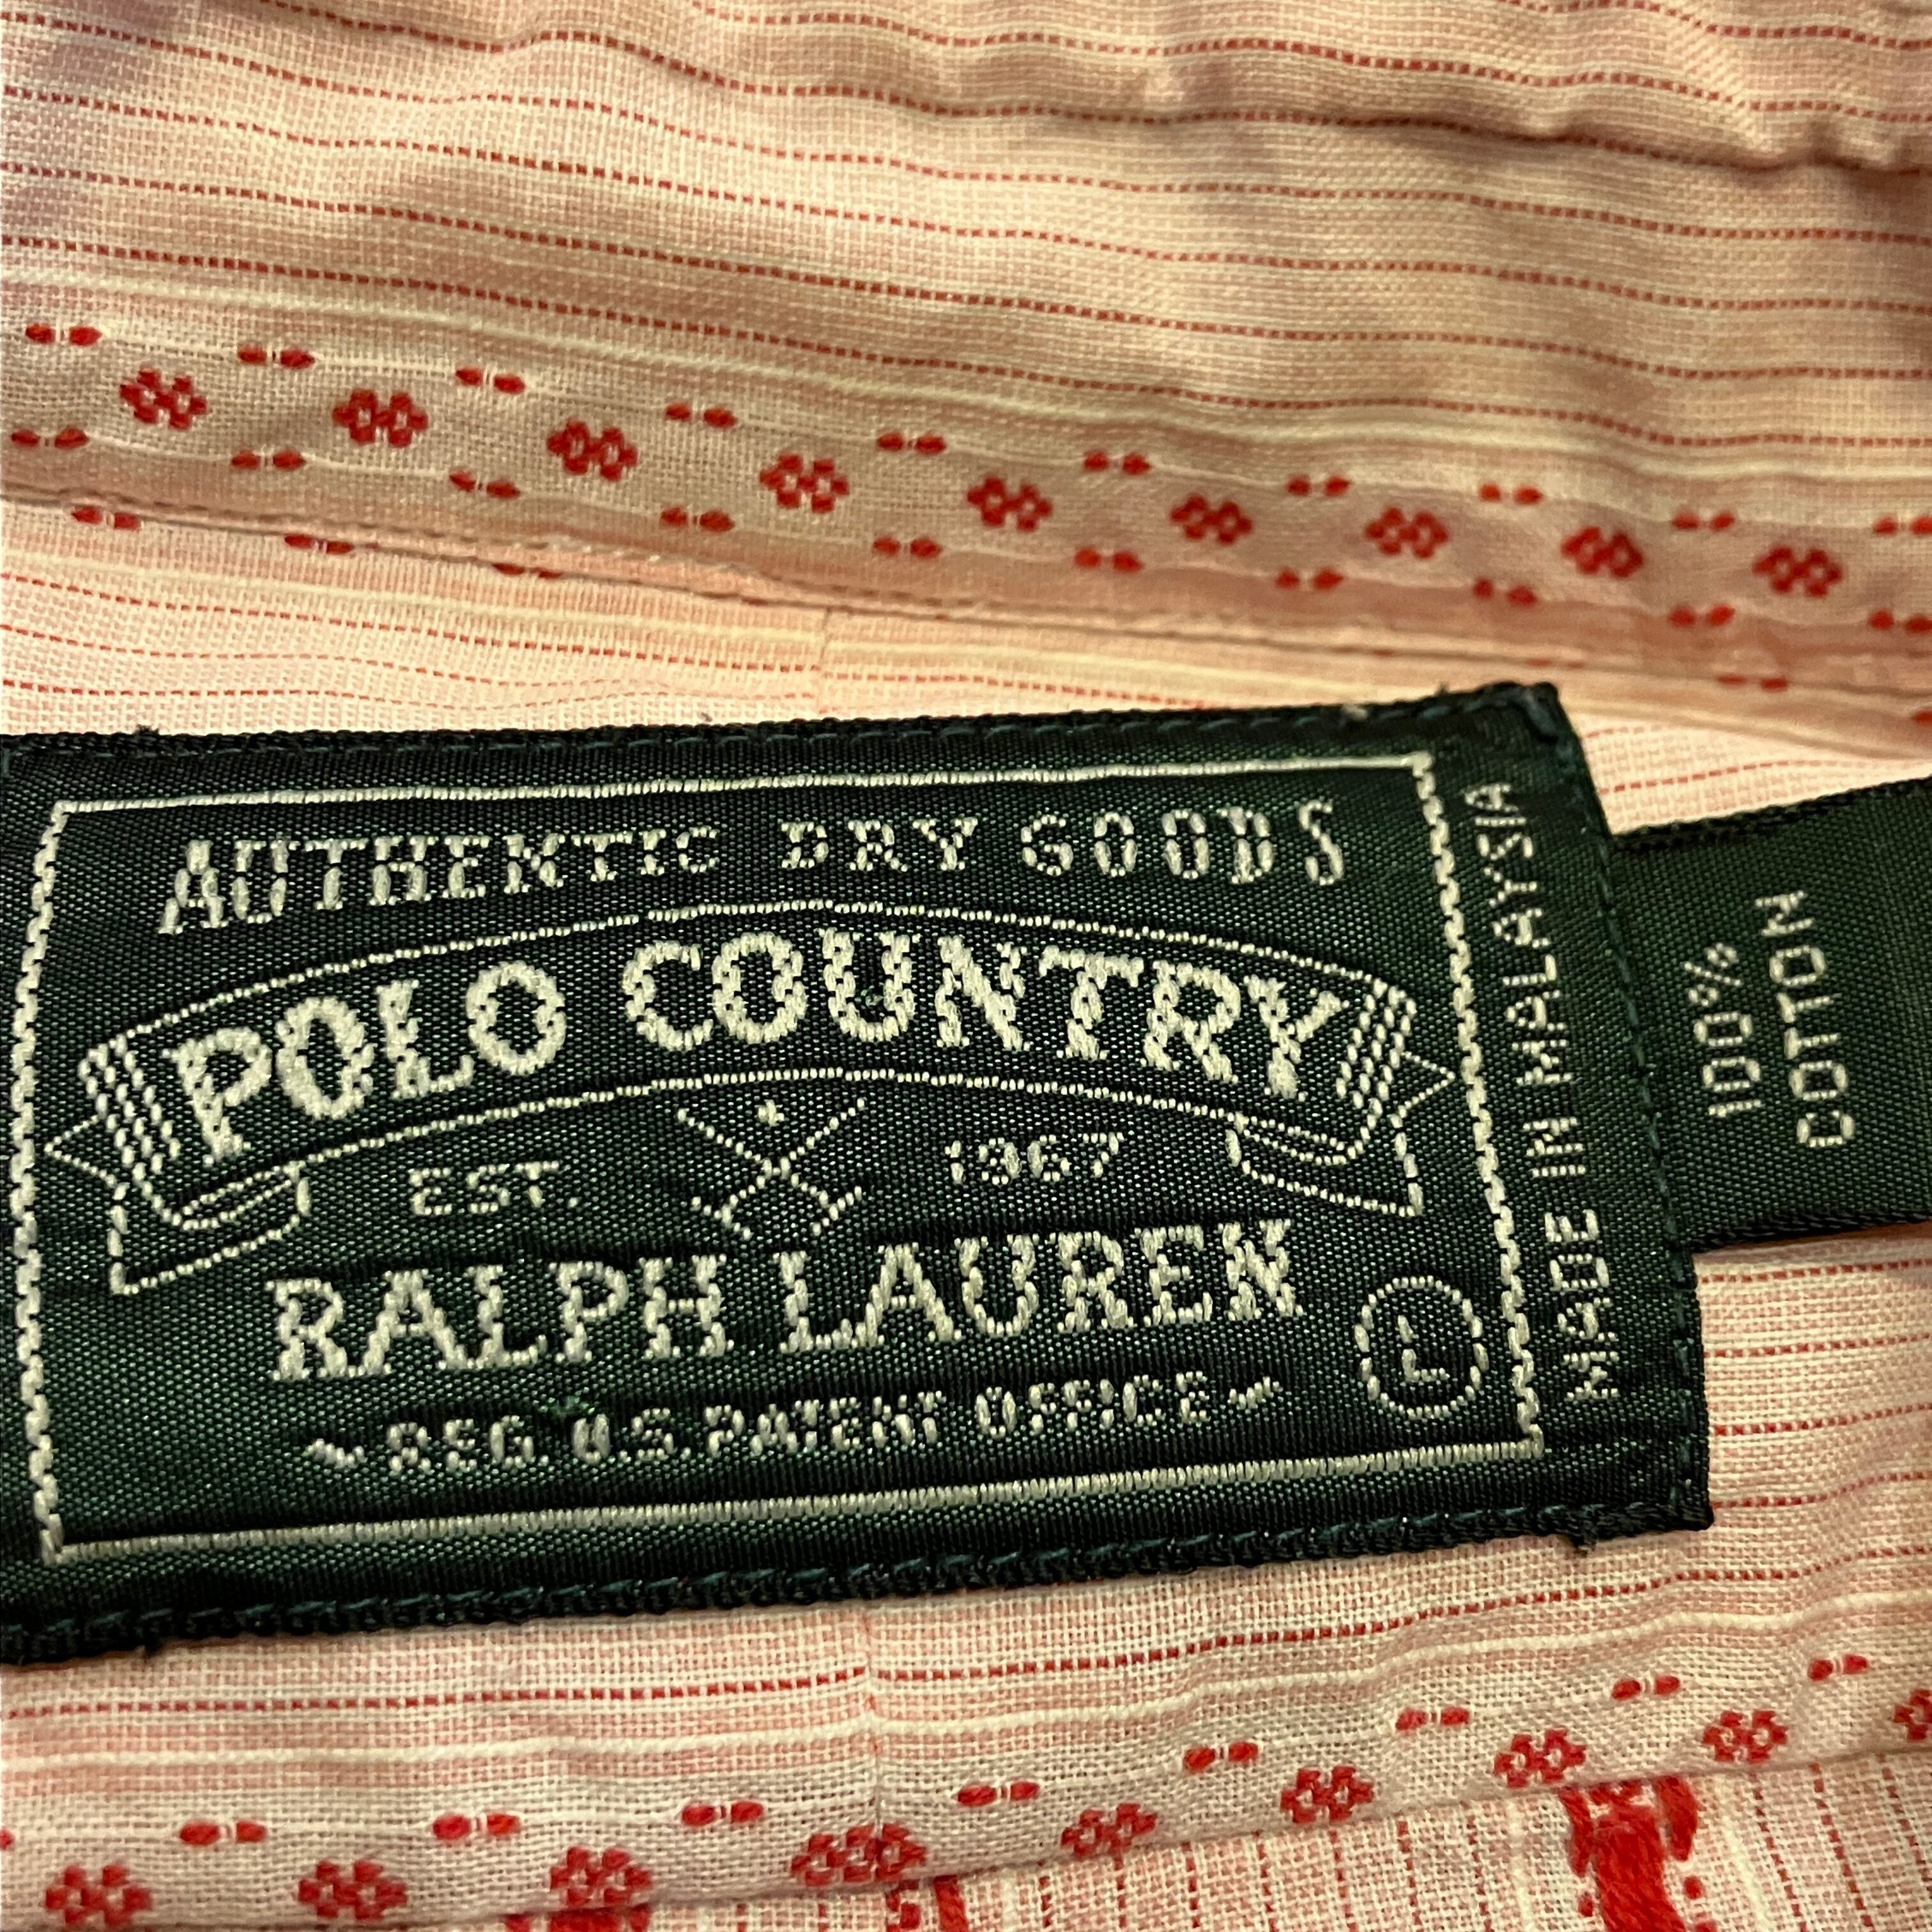 AUTHENTIC DRY GOODS
POLO COUNTRY
EST. 1967
RALPH LAUREN
L
~REG. U.S. PATENT OFFICE~
MADE IN MALAYSIA
100%
COTTON